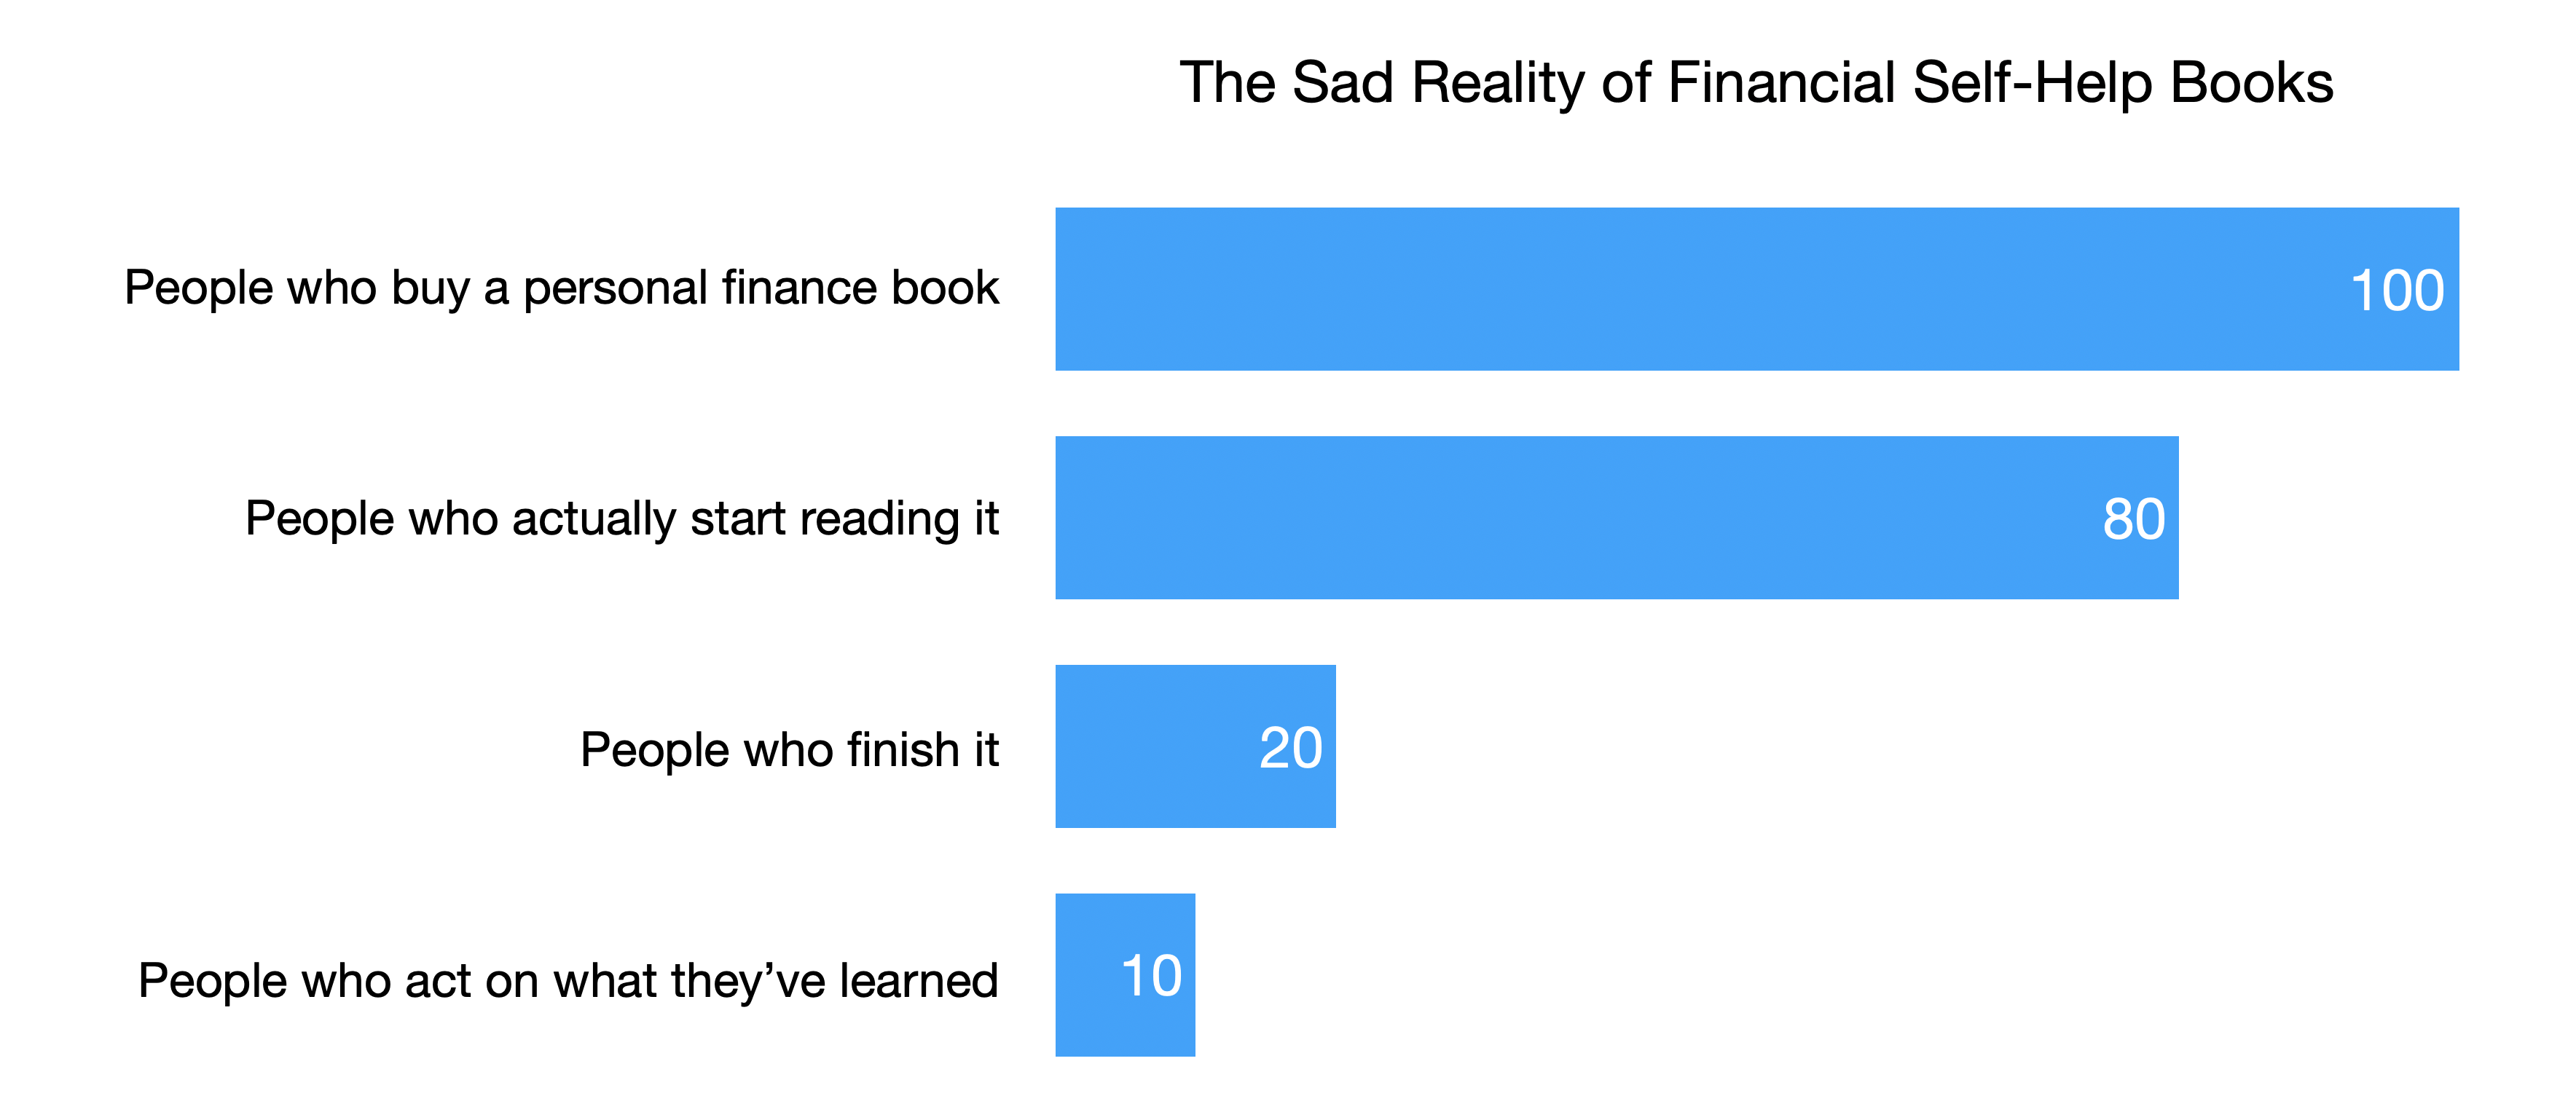 The Sad Reality of Financial Self-Help Books
People who buy a personal finance book
100
People who actually start reading it
80
People who finish it
20
People who act on what they’ve learned
10